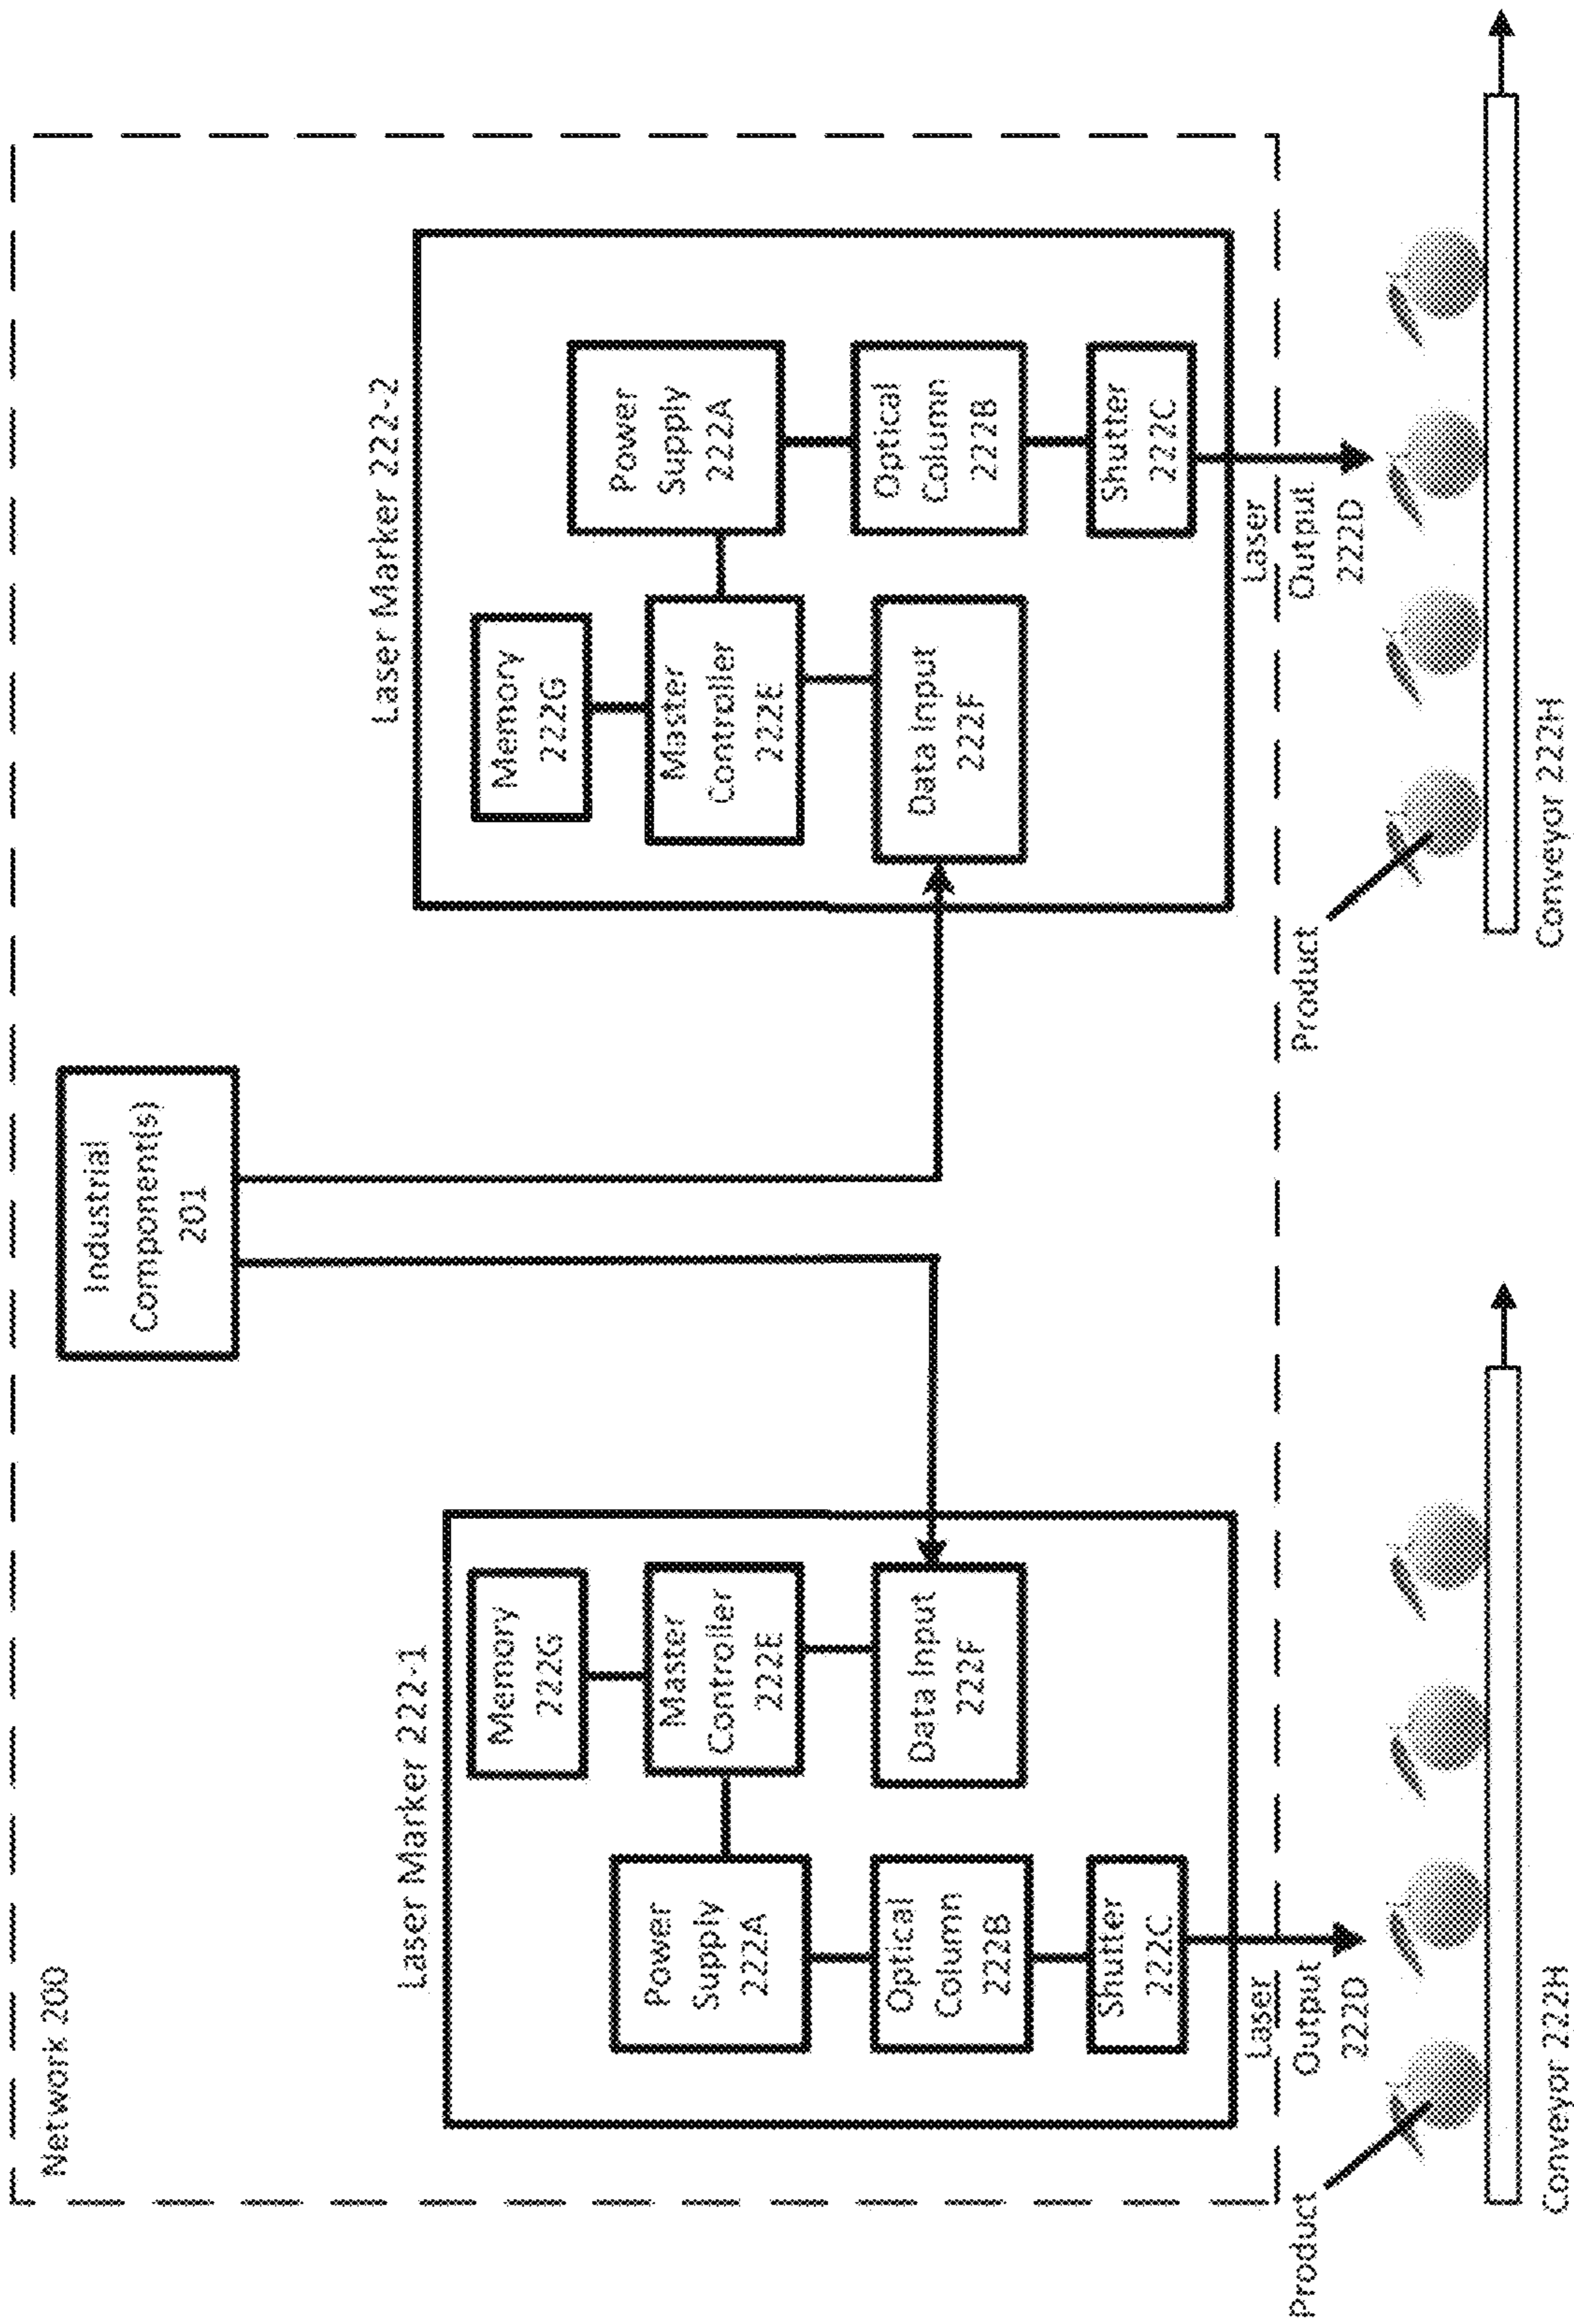 Network 200
Industrial
Component(s)
201
Laser Marker 222-1
Memory
222G
Power
Supply
222A
Master
Controller
222E
Optical
Column
222B
Data Input
222F
Shutter
222C
Laser
Output
222D
Product
Conveyor 222H
Laser Marker 222-2
Memory
222G
Master
Controller
222E
Power
Supply
222A
Data Input
222F
Optical
Column
222B
Shutter
222C
Laser
Output
222D
Product
Conveyor 222H